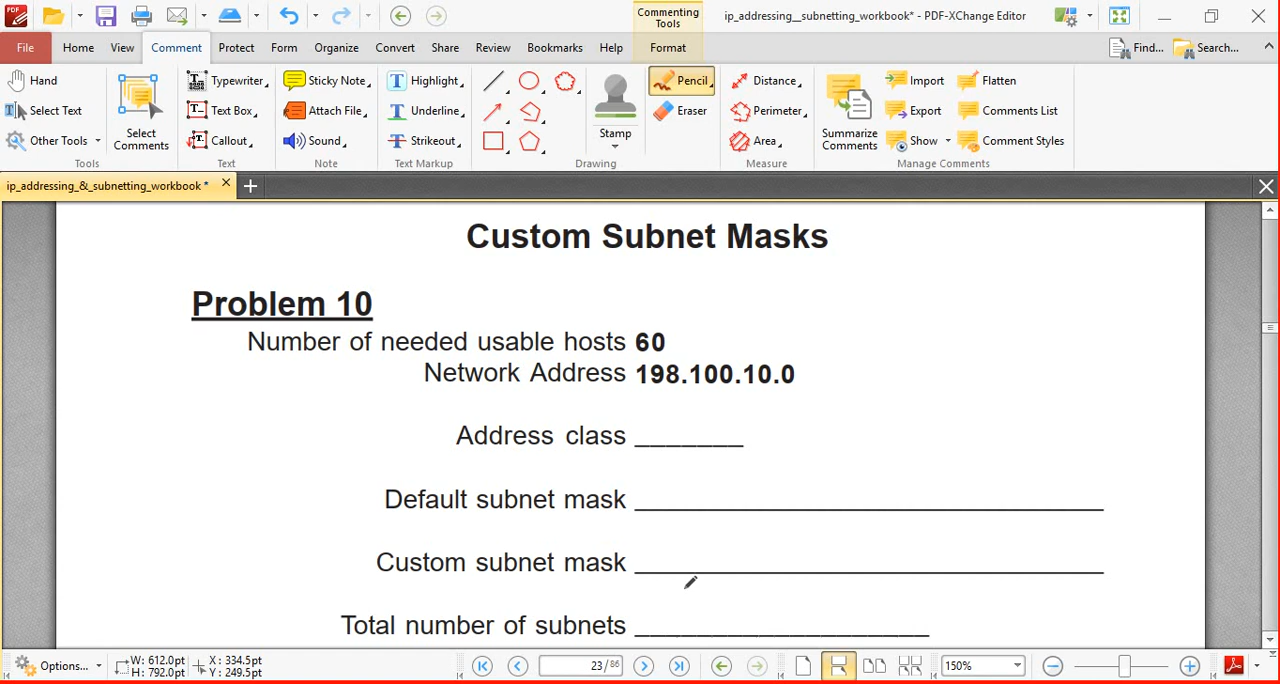 Commenting Tools
ip_addressing__subnetting_workbook* - PDF-XChange Editor
File Home View Comment Protect Form Organize Convert Share Review Bookmarks Help Format Find... Search...
Hand Typewriter Sticky Note Highlight Pencil Distance Import Flatten
Select Text Text Box Attach File Underline Eraser Perimeter Export Comments List
Other Tools Select Comments Callout Sound Strikeout Stamp Area Summarize Comments Show Comment Styles
Tools Text Note Text Markup Drawing Measure Manage Comments
ip_addressing_&_subnetting_workbook *
Custom Subnet Masks
Problem 10
Number of needed usable hosts 60
Network Address 198.100.10.0
Address class _______
Default subnet mask _______________________________
Custom subnet mask _______________________________
Total number of subnets ___________________
Options... W: 612.0pt X: 334.5pt 23 / 86 150%
H: 792.0pt Y: 249.5pt